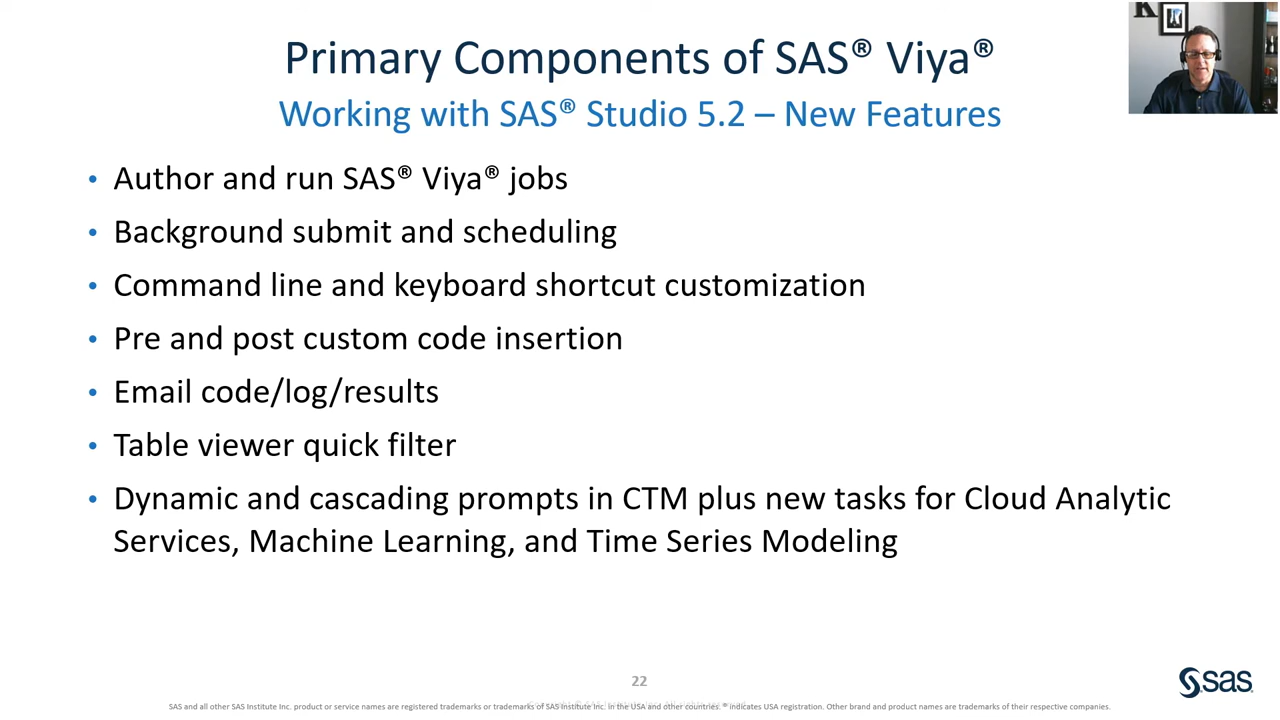 Primary Components of SAS® Viya®
Working with SAS® Studio 5.2 – New Features
• Author and run SAS® Viya® jobs
• Background submit and scheduling
• Command line and keyboard shortcut customization
• Pre and post custom code insertion
• Email code/log/results
• Table viewer quick filter
• Dynamic and cascading prompts in CTM plus new tasks for Cloud Analytic
Services, Machine Learning, and Time Series Modeling
22
SAS and all other SAS Institute Inc. product or service names are registered trademarks or trademarks of SAS Institute Inc. in the USA and other countries. ® indicates USA registration. Other brand and product names are trademarks of their respective companies.
sas